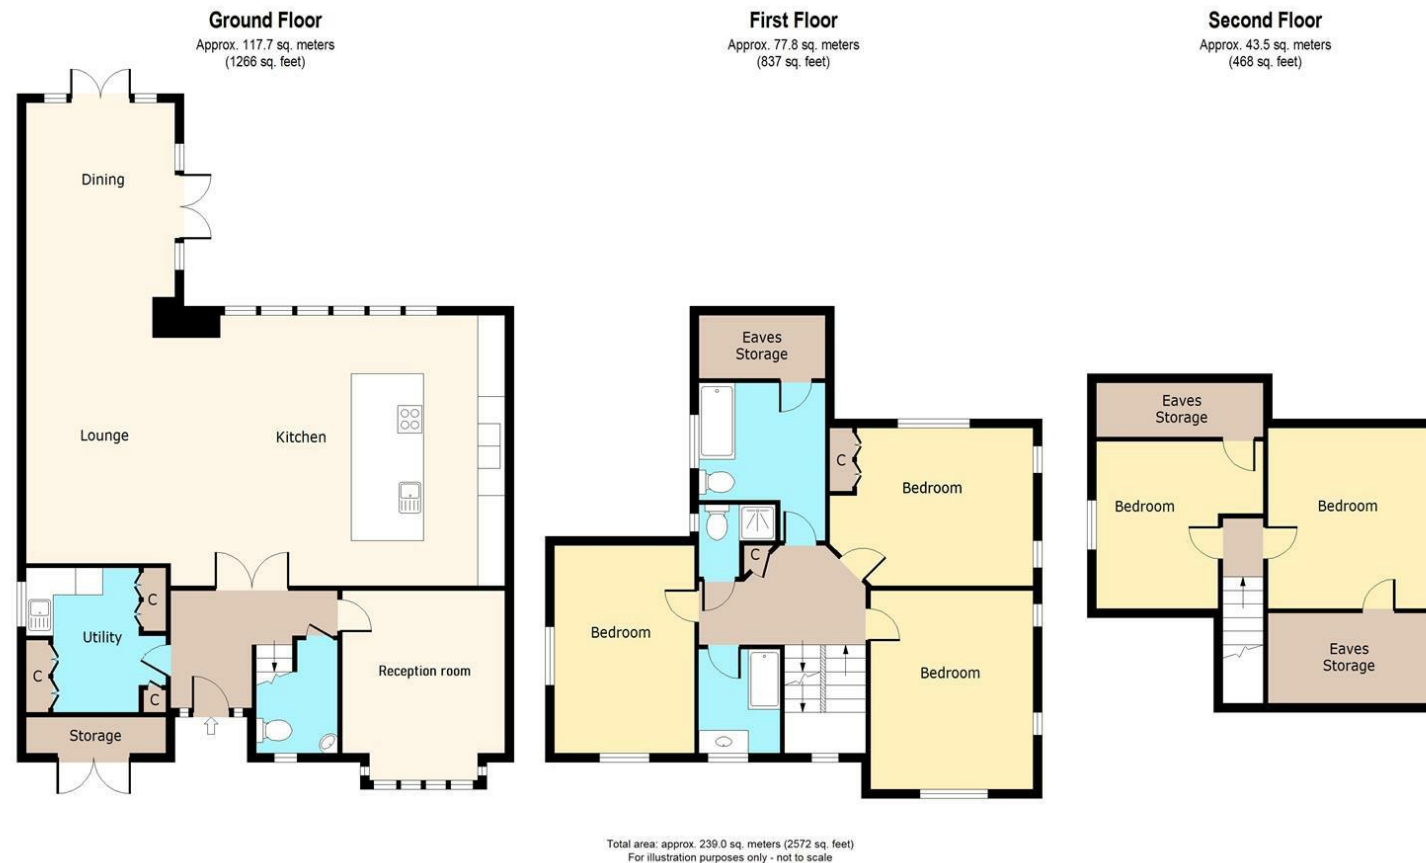 Ground Floor
Approx. 117.7 sq. meters
(1266 sq. feet)
Dining
Lounge
Kitchen
C
Utility
C
C
Reception room
Storage
First Floor
Approx. 77.8 sq. meters
(837 sq. feet)
Eaves
Storage
C
Bedroom
C
Bedroom
Bedroom
Second Floor
Approx. 43.5 sq. meters
(468 sq. feet)
Eaves
Storage
Bedroom
Bedroom
Eaves
Storage
Total area: approx. 239.0 sq. meters (2572 sq. feet)
For illustration purposes only - not to scale